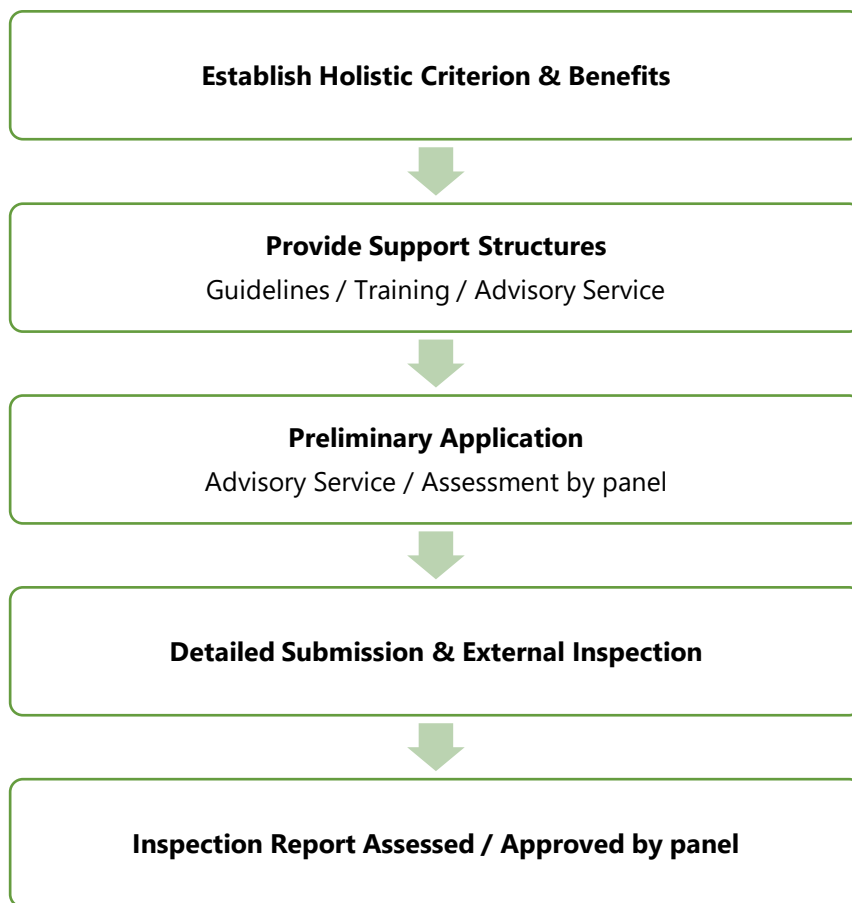 Establish Holistic Criterion & Benefits
Provide Support Structures
Guidelines / Training / Advisory Service
Preliminary Application
Advisory Service / Assessment by panel
Detailed Submission & External Inspection
Inspection Report Assessed / Approved by panel